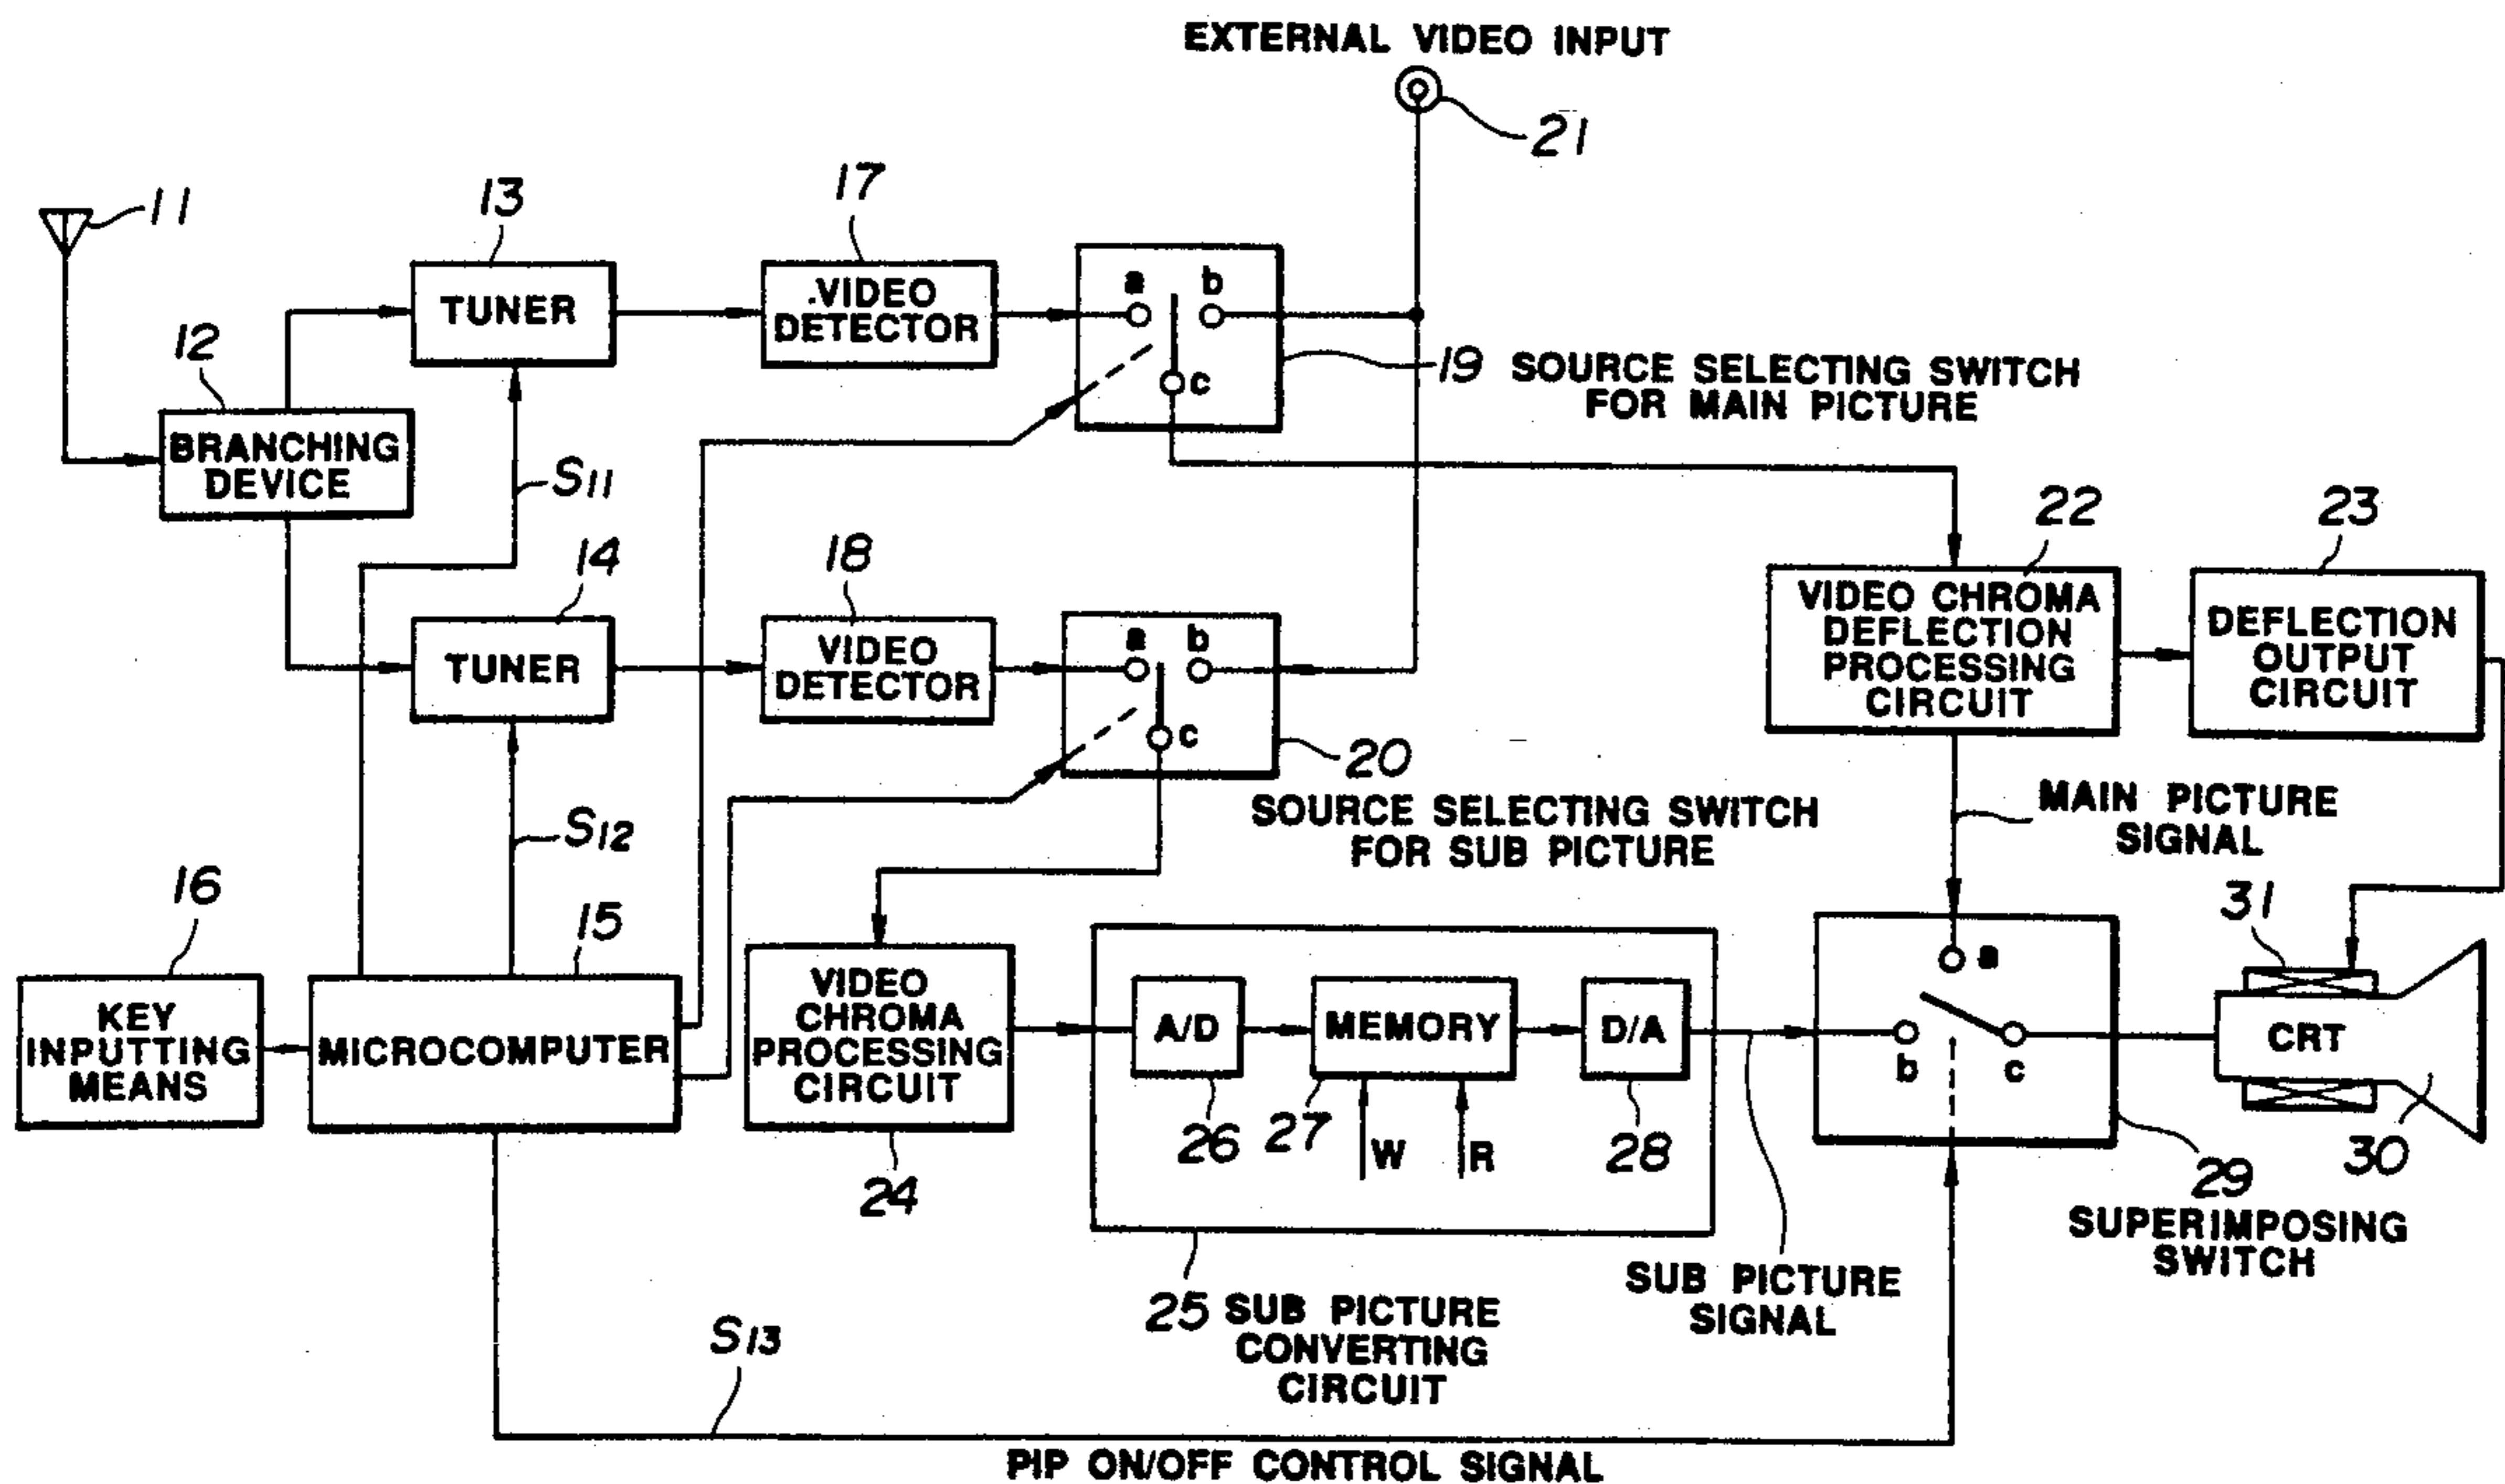 EXTERNAL VIDEO INPUT
21
11
13
17
12
TUNER
VIDEO
DETECTOR
a b
c
19 SOURCE SELECTING SWITCH
FOR MAIN PICTURE
BRANCHING
DEVICE
S11
14
18
22
23
TUNER
VIDEO
DETECTOR
a b
c
20
SOURCE SELECTING SWITCH
FOR SUB PICTURE
VIDEO CHROMA
DEFLECTION
PROCESSING
CIRCUIT
DEFLECTION
OUTPUT
CIRCUIT
MAIN PICTURE
SIGNAL
S12
16
15
31
KEY
INPUTTING
MEANS
MICROCOMPUTER
VIDEO
CHROMA
PROCESSING
CIRCUIT
24
A/D
MEMORY
D/A
26
27
W
R
28
a
b
c
CRT
30
29
SUPERIMPOSING
SWITCH
SUB PICTURE
SIGNAL
25 SUB PICTURE
CONVERTING
CIRCUIT
S13
PIP ON/OFF CONTROL SIGNAL